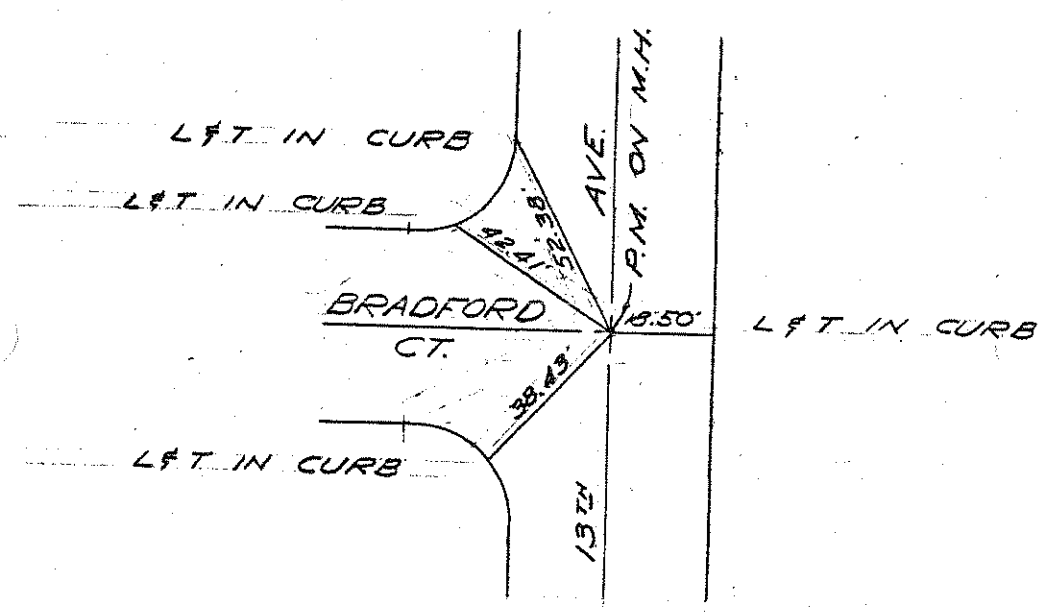 L&T IN CURB
L&T IN CURB
42.41'
52.38'
AVE.
P.M. ON M.H.
BRADFORD
CT.
18.50'
L&T IN CURB
38.43'
L&T IN CURB
13TH